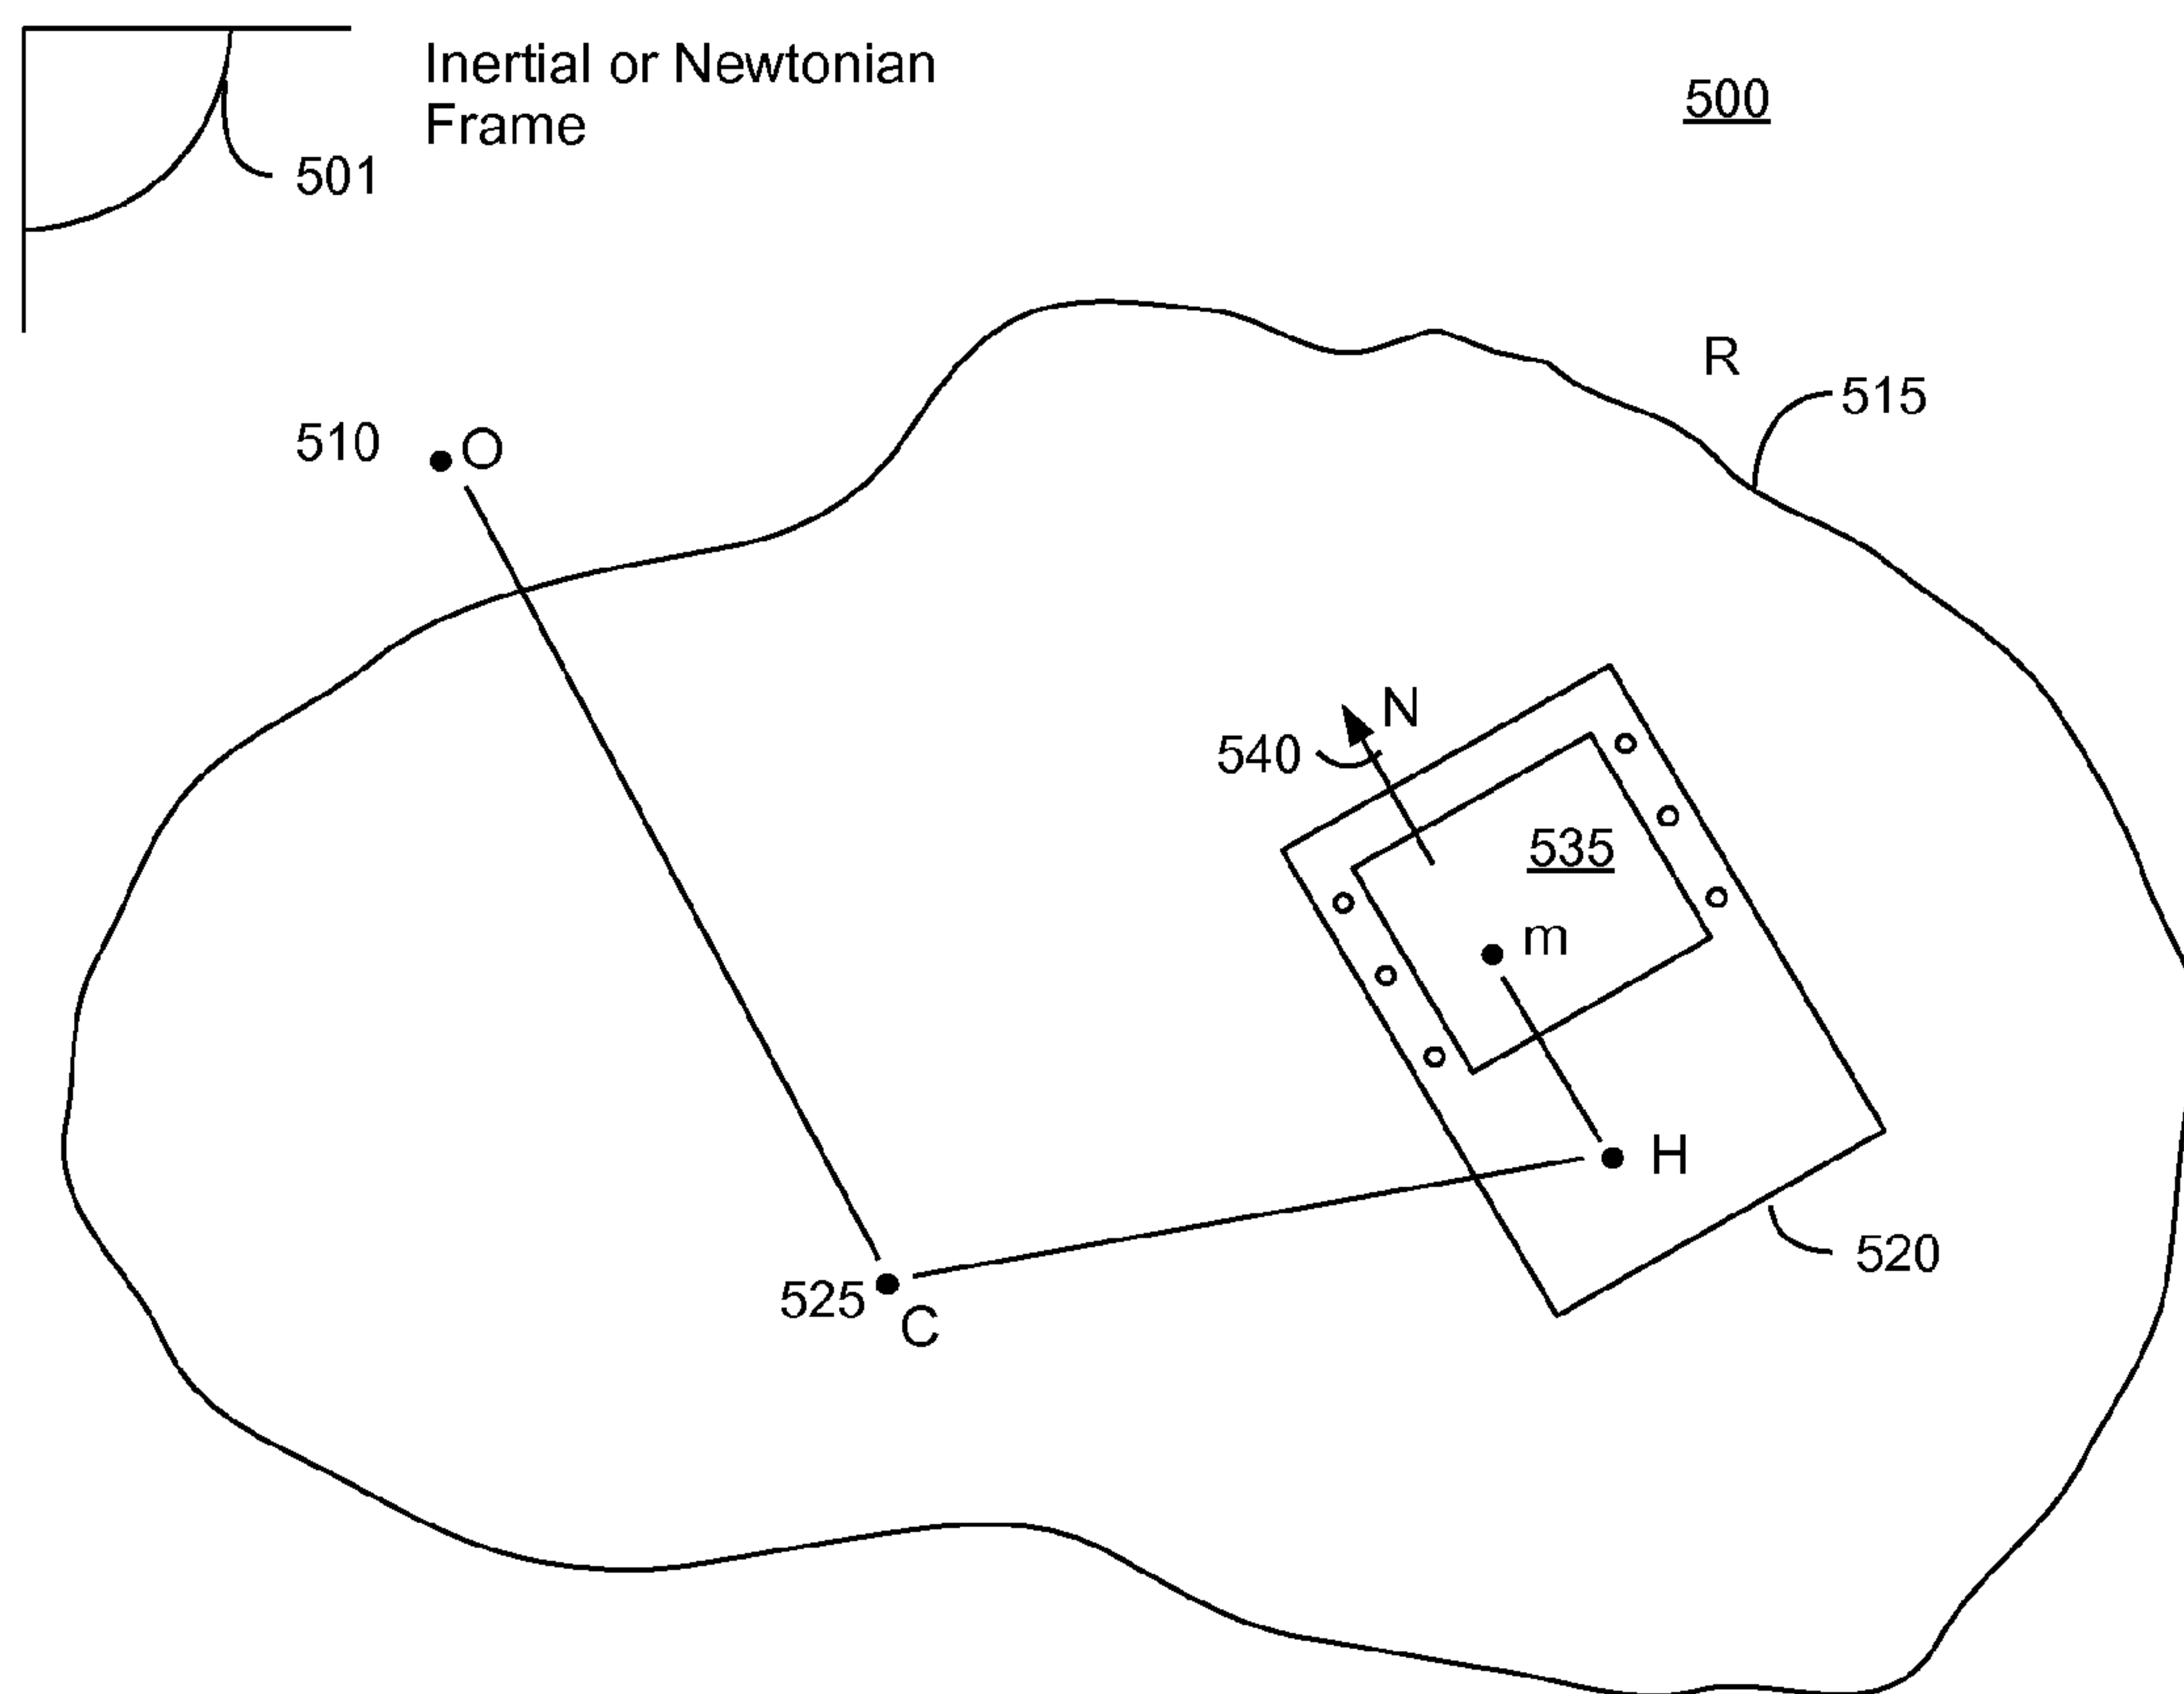 Inertial or Newtonian
Frame
500
501
R
515
510
O
N
540
535
m
H
520
525
C